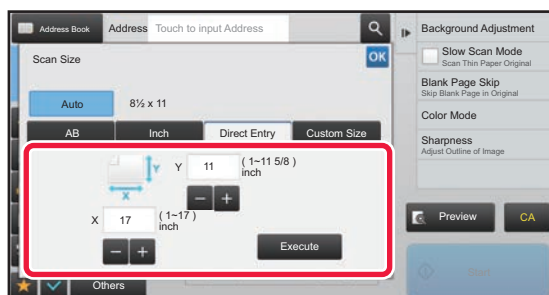 Address Book
Address
Touch to input Address
Scan Size
OK
Auto
8½ x 11
AB
Inch
Direct Entry
Custom Size
Y
Y 11 ( 1~11 5/8 )
inch
X
− +
X 17 ( 1~17 )
inch
− +
Execute
Others
Background Adjustment
Slow Scan Mode
Scan Thin Paper Original
Blank Page Skip
Skip Blank Page in Original
Color Mode
Sharpness
Adjust Outline of Image
Preview
CA
Start